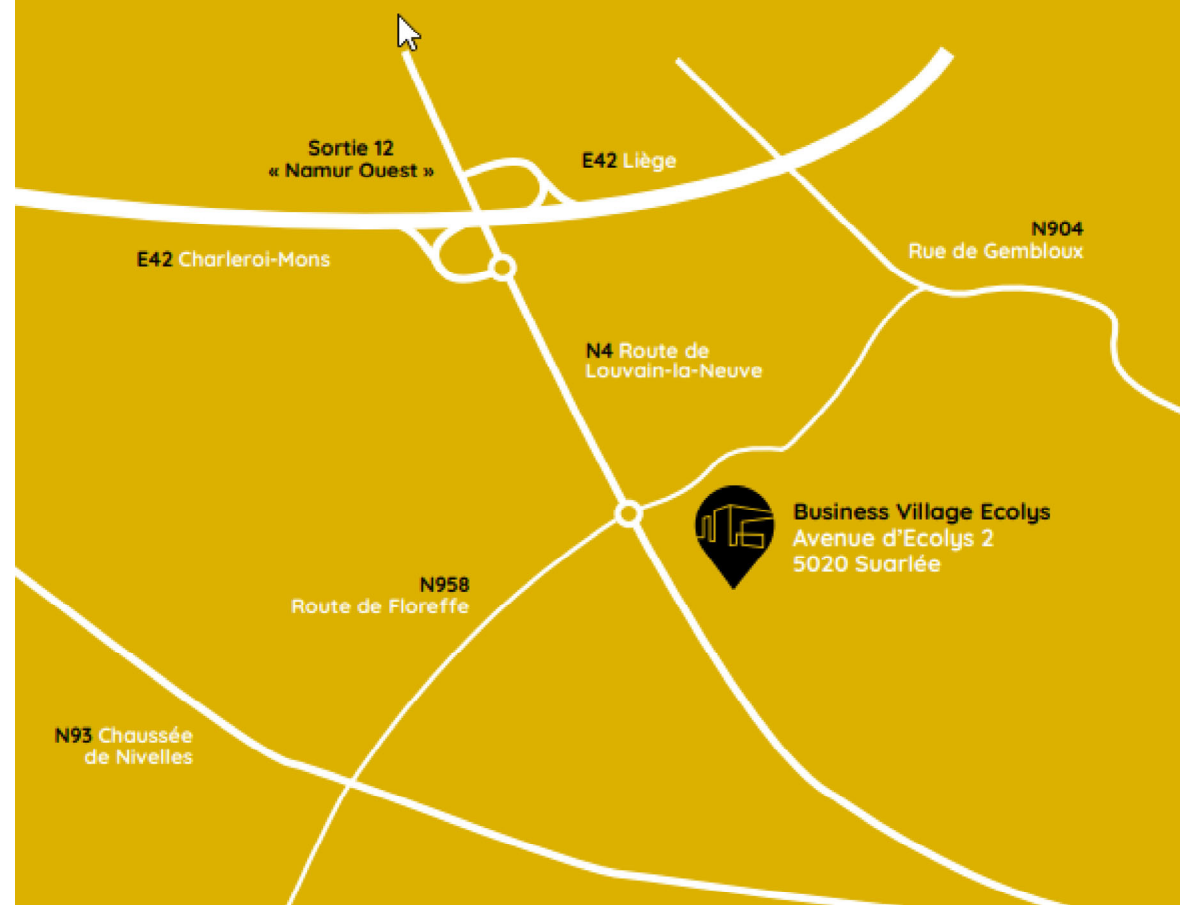 Sortie 12
« Namur Ouest »
E42 Liège
N904
Rue de Gembloux
E42 Charleroi-Mons
N4 Route de
Louvain-la-Neuve
Business Village Ecolys
Avenue d’Ecolys 2
5020 Suarlée
N958
Route de Floreffe
N93 Chaussée
de Nivelles